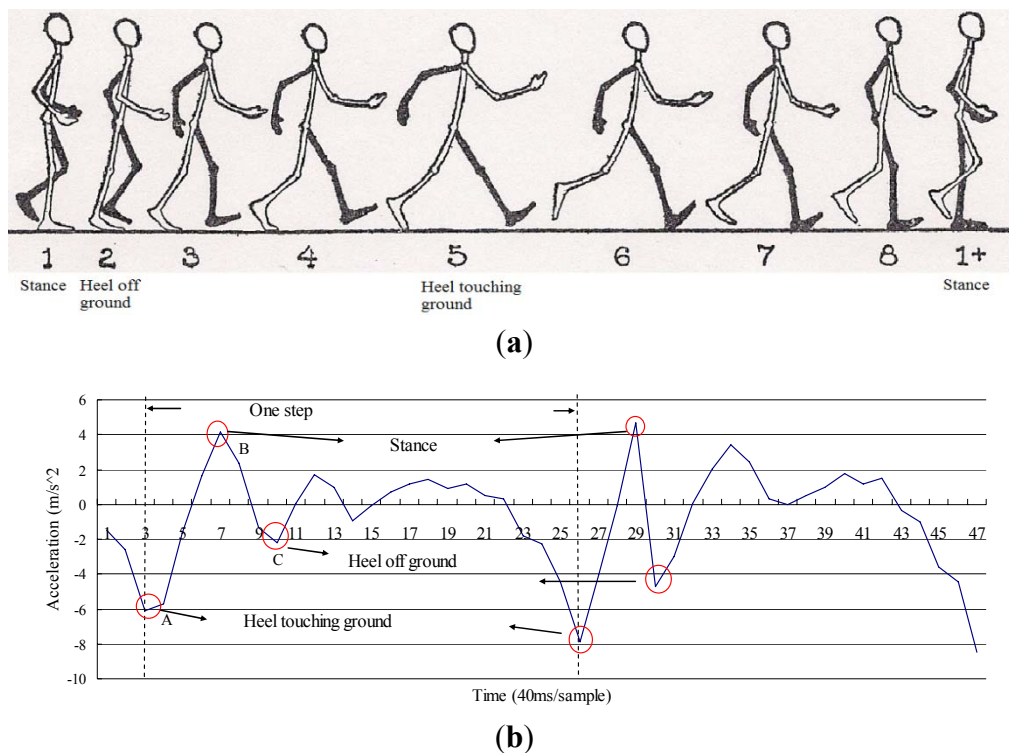 1 2 3 4 5 6 7 8 1+
Stance Heel off ground Heel touching ground Stance
(a)
6
4
2
0
-2
-4
-6
-8
-10
Acceleration (m/s^2
One step
Stance
B
1 3 5 7 9 11 13 15 17 19 21 23 25 27 29 31 33 35 37 39 41 43 45 47
C
Heel off ground
A
Heel touching ground
Time (40ms/sample)
(b)